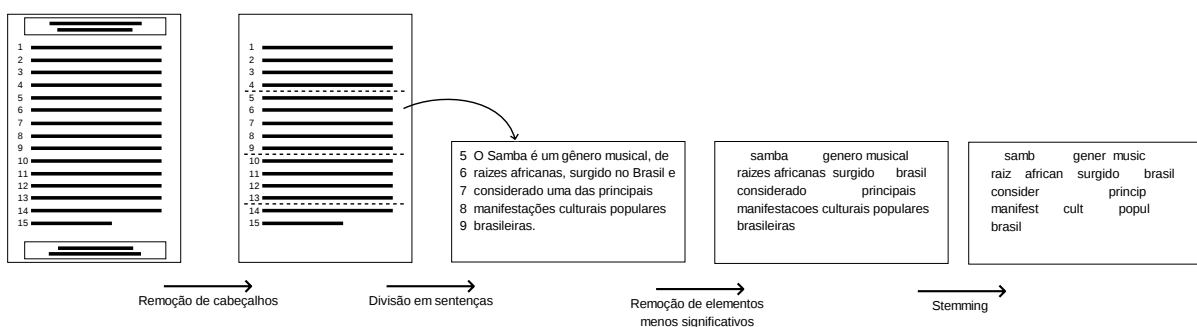 1
2
3
4
5
6
7
8
9
10
11
12
13
14
15
1
2
3
4
5
6
7
8
9
10
11
12
13
14
15
5 O Samba é um gênero musical, de
6 raizes africanas, surgido no Brasil e
7 considerado uma das principais
8 manifestações culturais populares
9 brasileiras.
samba genero musical
raizes africanas surgido brasil
considerado principais
manifestacoes culturais populares
brasileiras
samb gener music
raiz african surgido brasil
consider princip
manifest cult popul
brasil
Remoção de cabeçalhos
Divisão em sentenças
Remoção de elementos
menos significativos
Stemming